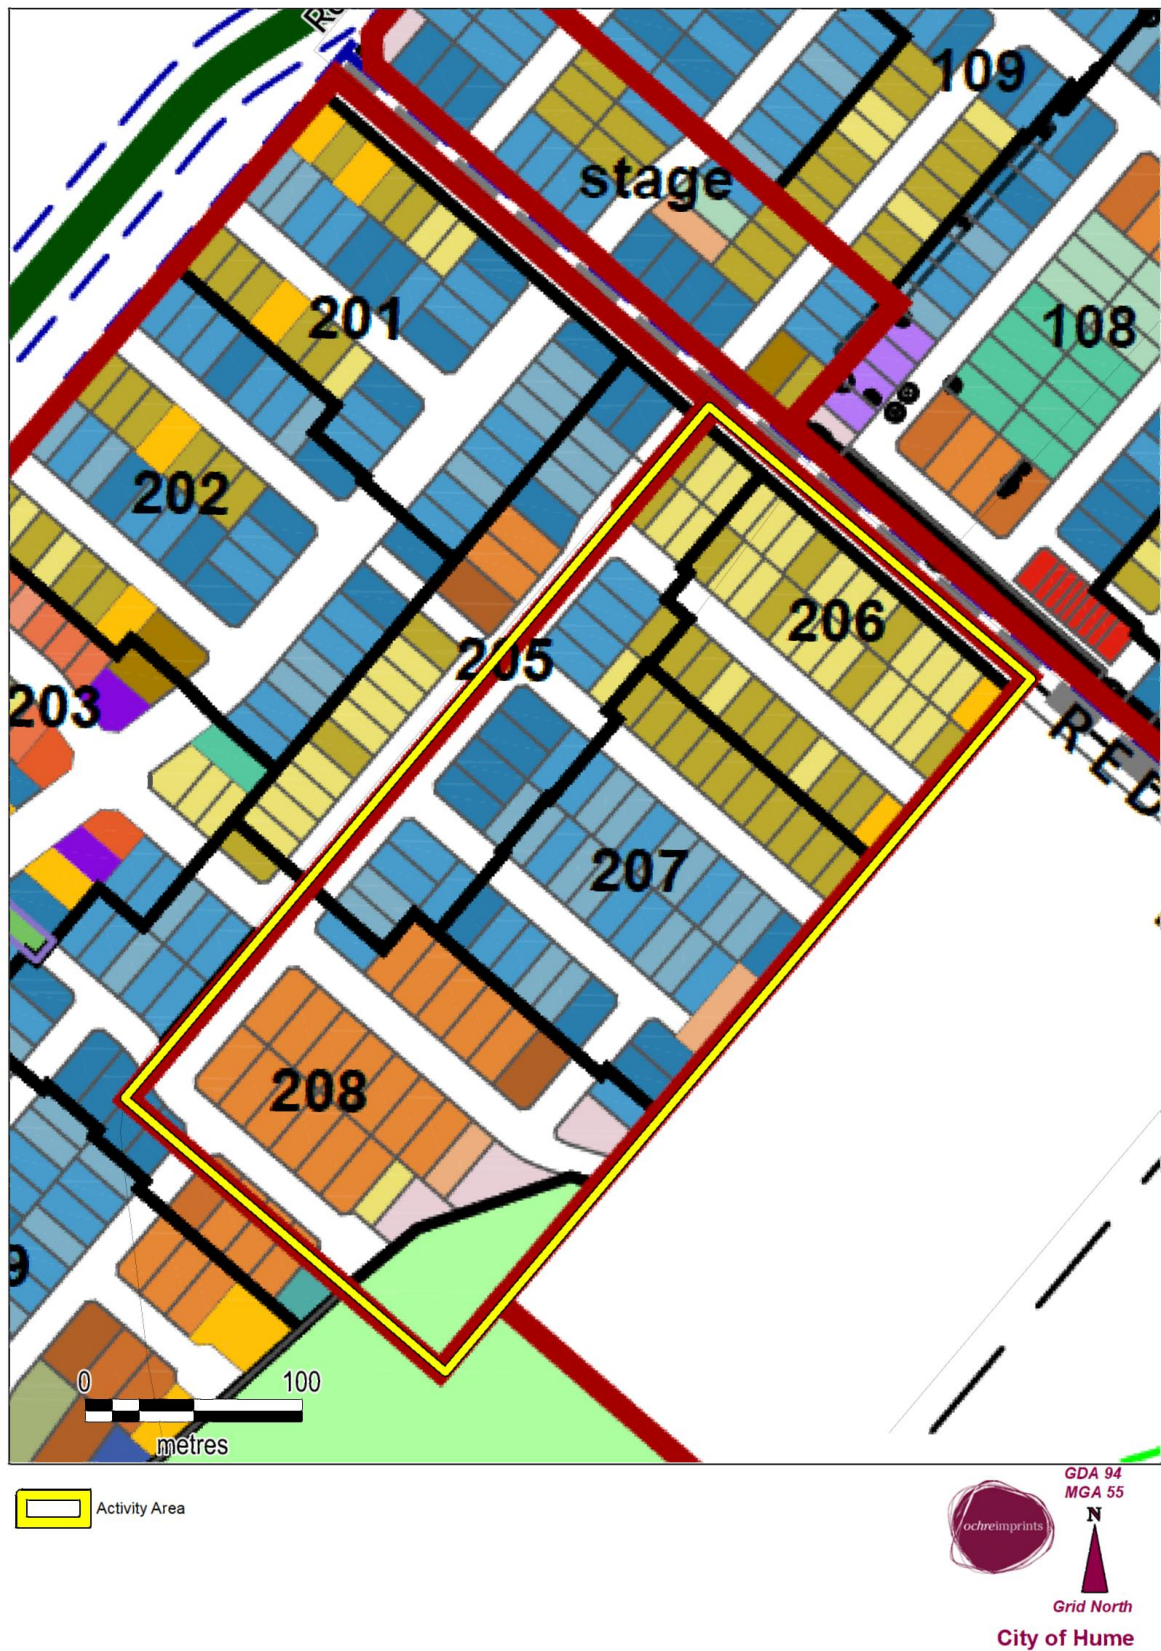 109
stage
201
108
202
206
205
203
207
208
9
R-E-D
0 100
metres
Activity Area
GDA 94
MGA 55
N
ochreimprints
Grid North
City of Hume